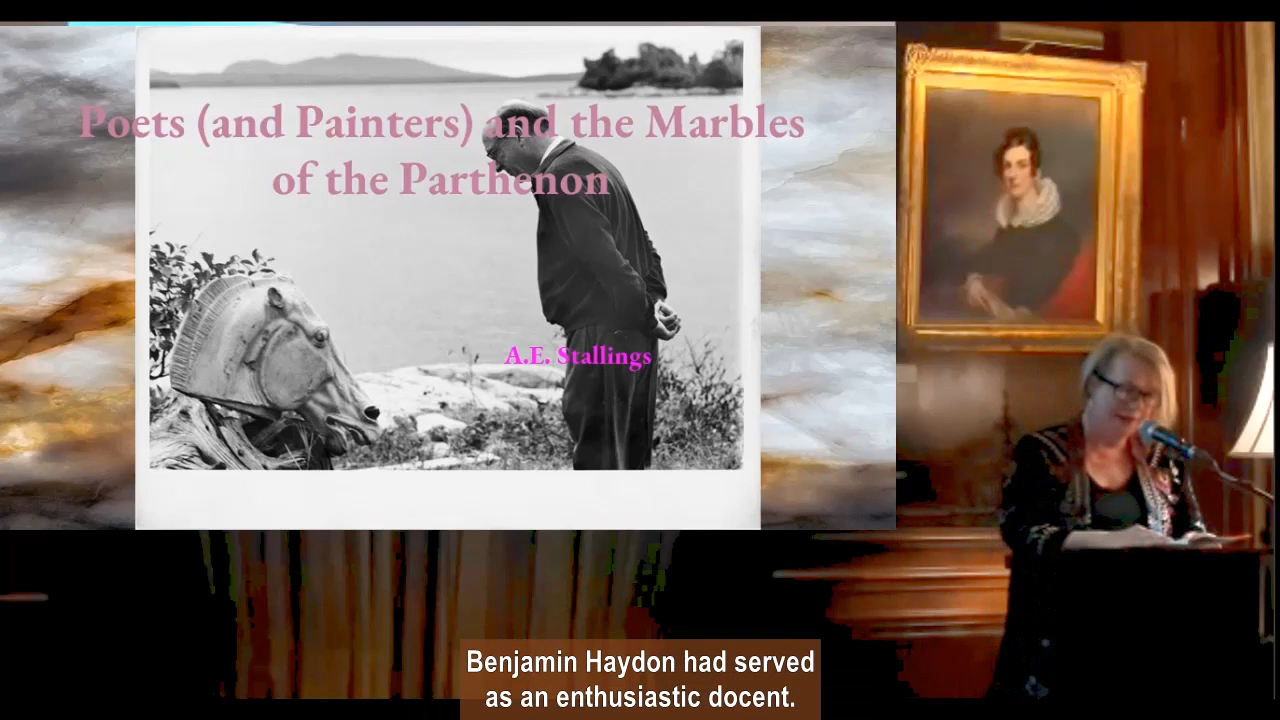 Poets (and Painters) and the Marbles
of the Parthenon
A.E. Stallings
Benjamin Haydon had served
as an enthusiastic docent.